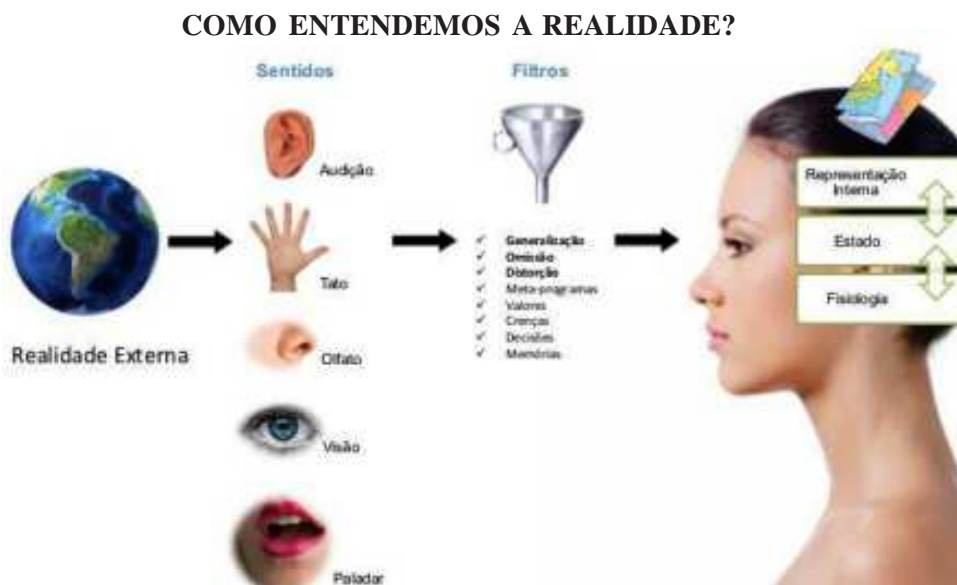 COMO ENTENDEMOS A REALIDADE?
Sentidos
Audição
Tato
Olfato
Visão
Paladar
Realidade Externa
Filtros
✓ Generalização
✓ Omissão
✓ Distorção
✓ Meta-programas
✓ Valores
✓ Crenças
✓ Decisões
✓ Memórias
Representação
Interna
Estado
Fisiologia